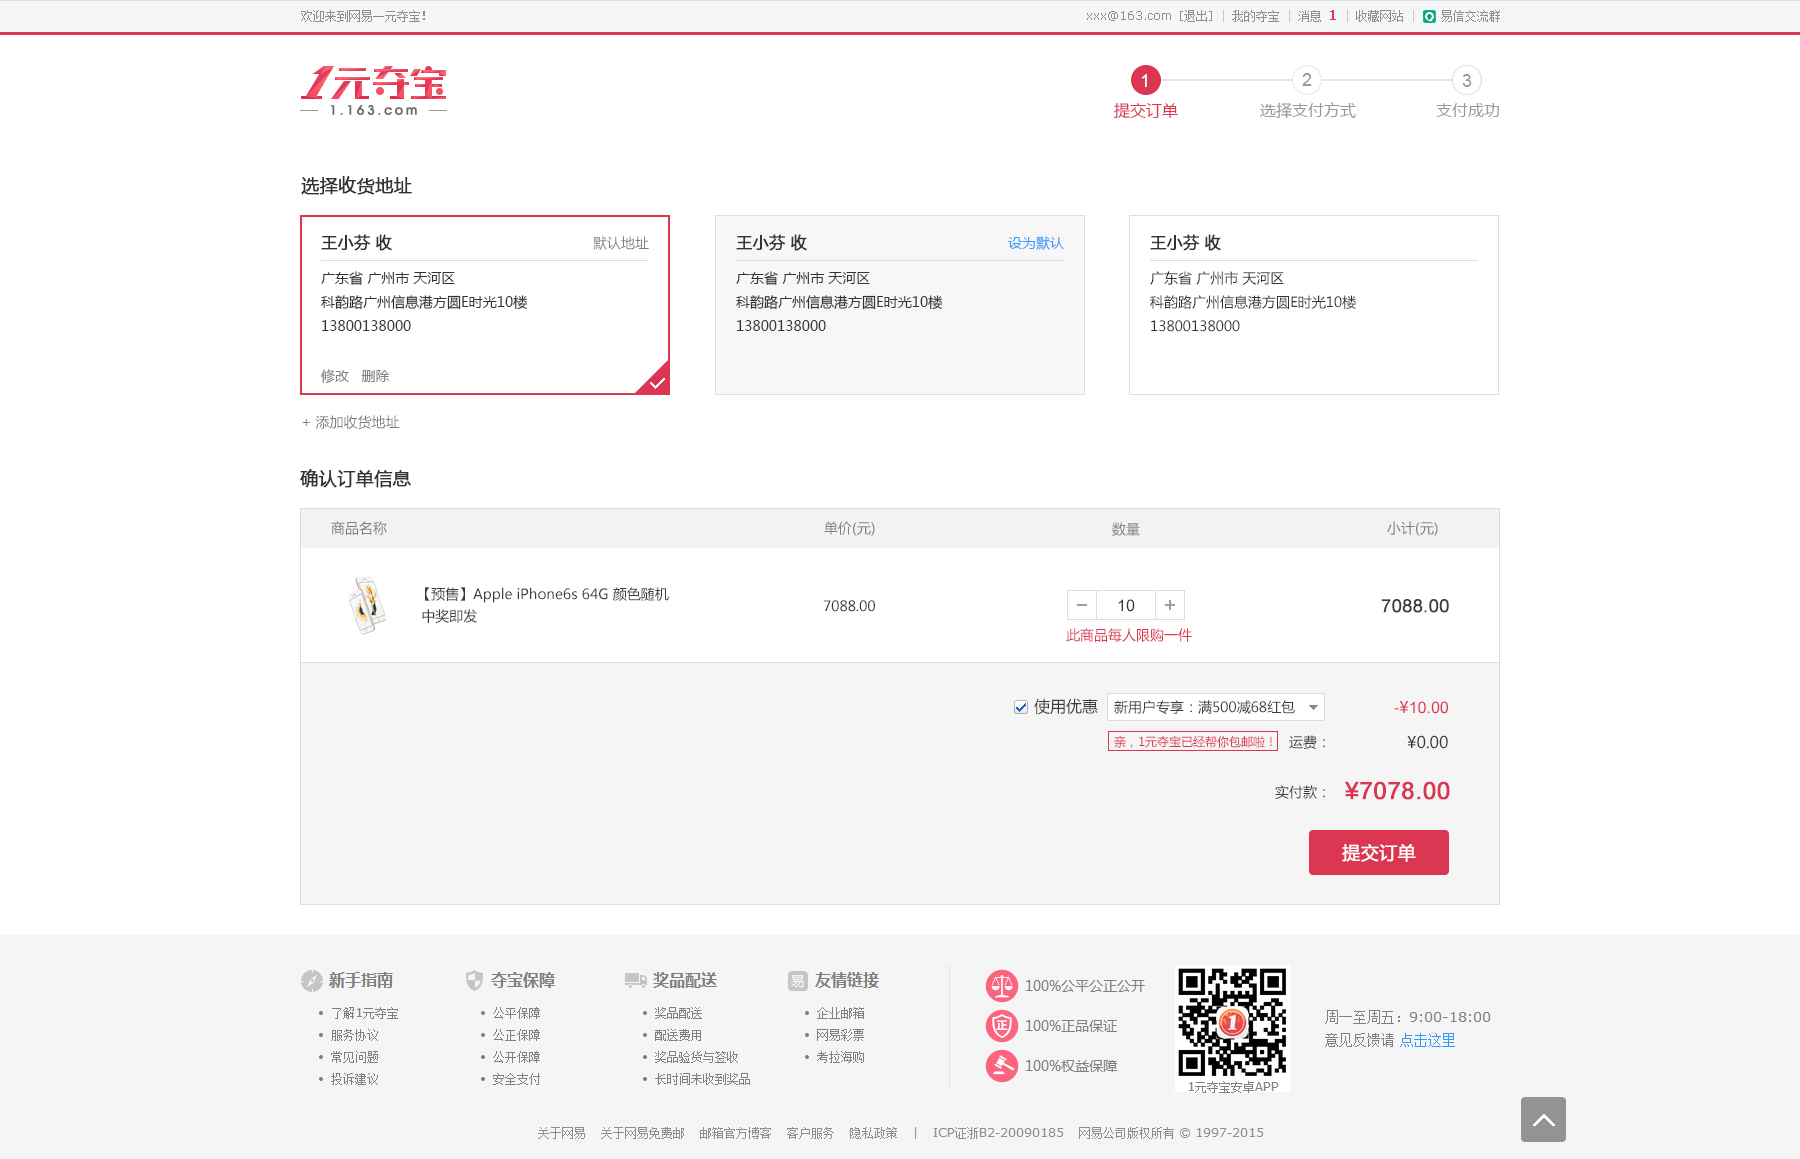 欢迎来到网易一元夺宝！
xxx@163.com [退出] 我的夺宝 消息 1 收藏网站 易信交流群
1元夺宝
1.163.com
1 2 3
提交订单 选择支付方式 支付成功
选择收货地址
王小芬 收 默认地址
广东省 广州市 天河区
科韵路广州信息港方圆E时光10楼
13800138000
修改 删除
王小芬 收 设为默认
广东省 广州市 天河区
科韵路广州信息港方圆E时光10楼
13800138000
王小芬 收
广东省 广州市 天河区
科韵路广州信息港方圆E时光10楼
13800138000
+ 添加收货地址
确认订单信息
商品名称 单价(元) 数量 小计(元)
【预售】Apple iPhone6s 64G 颜色随机
中奖即发
7088.00 − 10 + 7088.00
此商品每人限购一件
使用优惠 新用户专享：满500减68红包 -¥10.00
亲，1元夺宝已经帮你包邮啦！ 运费： ¥0.00
实付款： ¥7078.00
提交订单
新手指南
• 了解1元夺宝
• 服务协议
• 常见问题
• 投诉建议
夺宝保障
• 公平保障
• 公正保障
• 公开保障
• 安全支付
奖品配送
• 奖品配送
• 配送费用
• 奖品验货与签收
• 长时间未收到奖品
易 友情链接
• 企业邮箱
• 网易彩票
• 考拉海购
100%公平公正公开
正 100%正品保证
100%权益保障
1
1元夺宝安卓APP
周一至周五：9:00-18:00
意见反馈请 点击这里
关于网易 关于网易免费邮 邮箱官方博客 客户服务 隐私政策 | ICP证浙B2-20090185 网易公司版权所有 © 1997-2015